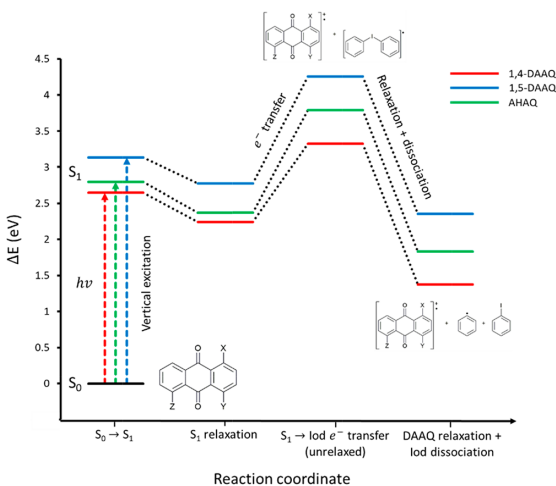 O
X
Z
O
Y
‡
+
I
•
4.5
4
3.5
3
2.5
2
1.5
1
0.5
0
ΔE (eV)
1,4-DAAQ
1,5-DAAQ
AHAQ
S₁
S₀
hν
Vertical excitation
e⁻ transfer
Relaxation + dissociation
O
X
Z
O
Y
‡
+
•
+
I
O
X
Z
O
Y
S₀ → S₁
S₁ relaxation
S₁ → Iod e⁻ transfer
(unrelaxed)
DAAQ relaxation +
Iod dissociation
Reaction coordinate